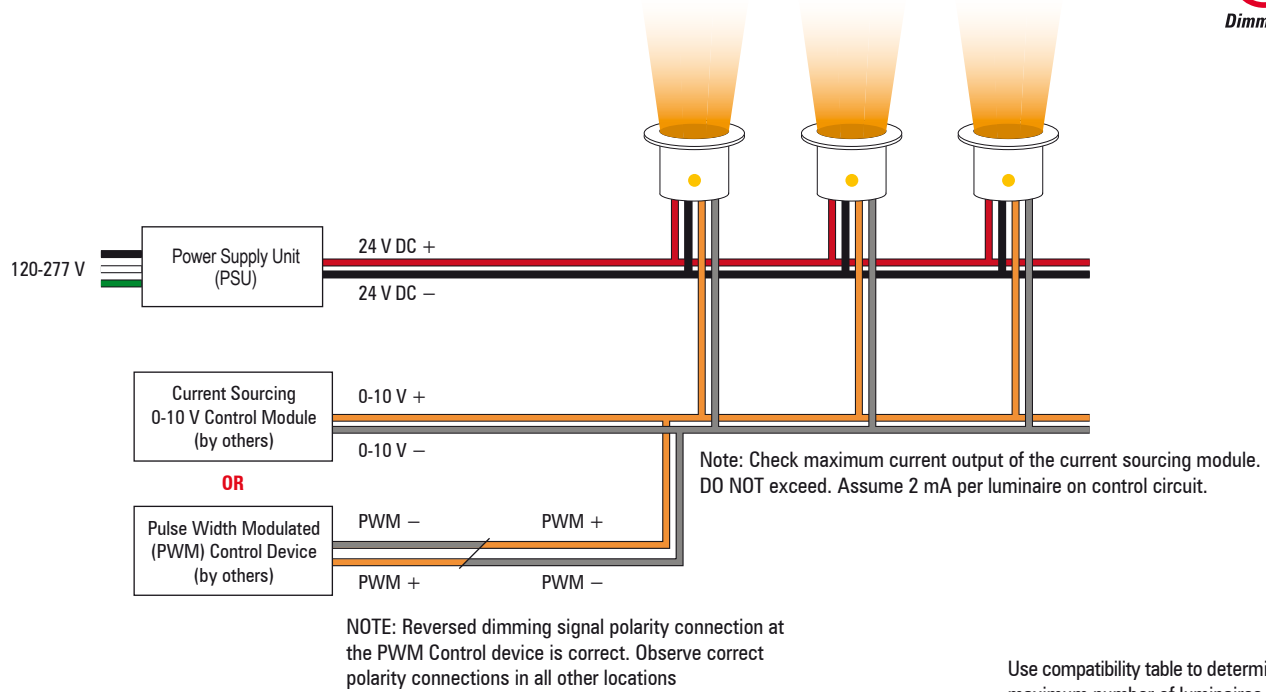 Power Supply Unit
(PSU)
120-277 V
24 V DC +
24 V DC –
Current Sourcing
0-10 V Control Module
(by others)
0-10 V +
0-10 V –
OR
Note: Check maximum current output of the current sourcing module.
DO NOT exceed. Assume 2 mA per luminaire on control circuit.
Pulse Width Modulated
(PWM) Control Device
(by others)
PWM –
PWM +
PWM +
PWM –
NOTE: Reversed dimming signal polarity connection at
the PWM Control device is correct. Observe correct
polarity connections in all other locations
Use compatibility table to